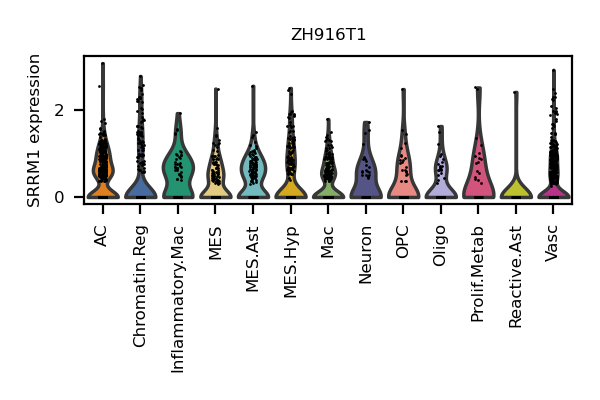 ZH916T1
SRRM1 expression
2
0
AC
Chromatin.Reg
Inflammatory.Mac
MES
MES.Ast
MES.Hyp
Mac
Neuron
OPC
Oligo
Prolif.Metab
Reactive.Ast
Vasc